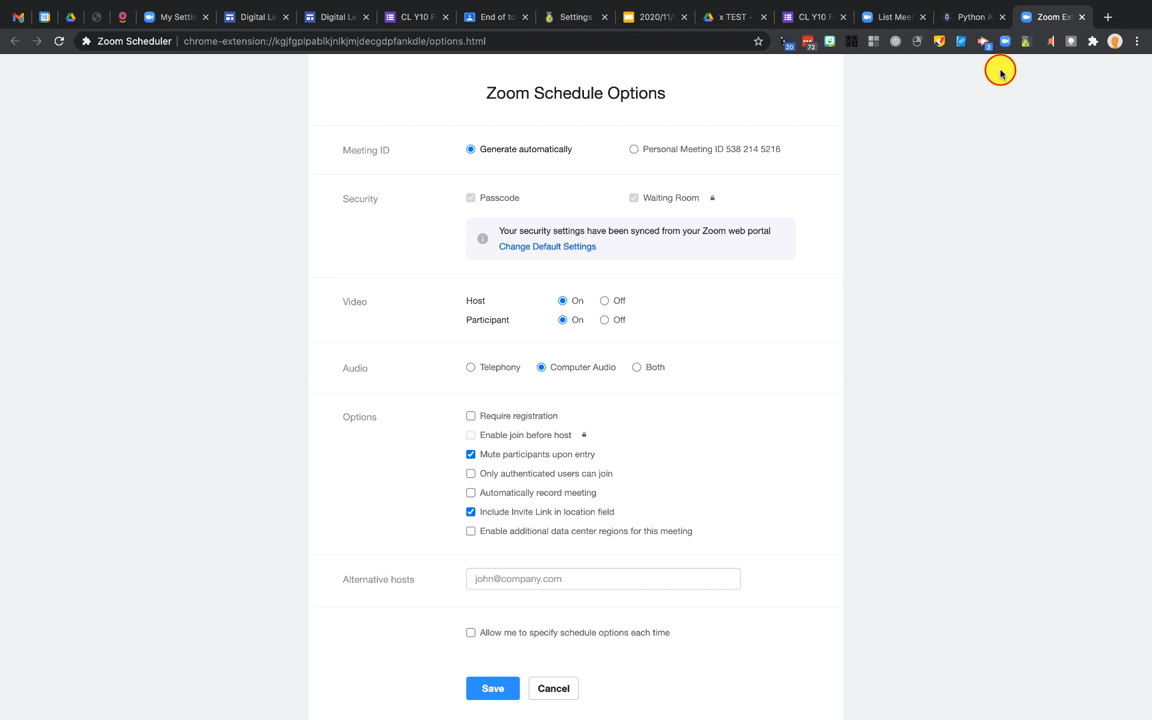 My Settin
Digital Le
Digital Le
CL Y10 F
End of to
Settings
2020/11/
x TEST -
CL Y10 F
List Meet
Python A
Zoom Ex
Zoom Scheduler chrome-extension://kgjfgplpablkjnlkjmjdecgdpfankdle/options.html
20
72
3
Zoom Schedule Options
Meeting ID Generate automatically Personal Meeting ID 538 214 5216
Security Passcode Waiting Room
Your security settings have been synced from your Zoom web portal
Change Default Settings
Video Host On Off
Participant On Off
Audio Telephony Computer Audio Both
Options Require registration
Enable join before host
Mute participants upon entry
Only authenticated users can join
Automatically record meeting
Include Invite Link in location field
Enable additional data center regions for this meeting
Alternative hosts john@company.com
Allow me to specify schedule options each time
Save Cancel